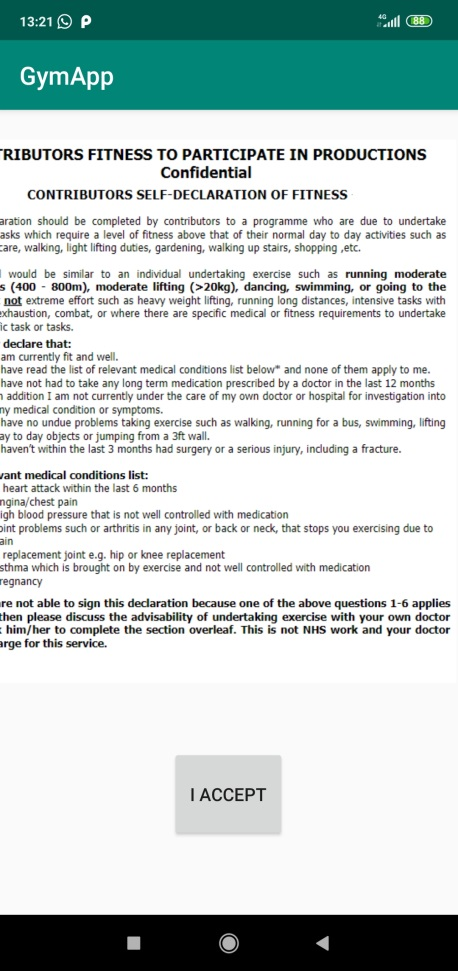 13:21
4G
88
GymApp
TRIBUTORS FITNESS TO PARTICIPATE IN PRODUCTIONS
Confidential
CONTRIBUTORS SELF-DECLARATION OF FITNESS
aration should be completed by contributors to a programme who are due to undertake
asks which require a level of fitness above that of their normal day to day activities such as
care, walking, light lifting duties, gardening, walking up stairs, shopping ,etc.
would be similar to an individual undertaking exercise such as running moderate
s (400 - 800m), moderate lifting (>20kg), dancing, swimming, or going to the
not extreme effort such as heavy weight lifting, running long distances, intensive tasks with
exhaustion, combat, or where there are specific medical or fitness requirements to undertake
ic task or tasks.
declare that:
am currently fit and well.
have read the list of relevant medical conditions list below* and none of them apply to me.
have not had to take any long term medication prescribed by a doctor in the last 12 months
n addition I am not currently under the care of my own doctor or hospital for investigation into
ny medical condition or symptoms.
have no undue problems taking exercise such as walking, running for a bus, swimming, lifting
ay to day objects or jumping from a 3ft wall.
haven't within the last 3 months had surgery or a serious injury, including a fracture.
vant medical conditions list:
heart attack within the last 6 months
ngina/chest pain
igh blood pressure that is not well controlled with medication
oint problems such or arthritis in any joint, or back or neck, that stops you exercising due to
ain
replacement joint e.g. hip or knee replacement
sthma which is brought on by exercise and not well controlled with medication
regnancy
re not able to sign this declaration because one of the above questions 1-6 applies
then please discuss the advisability of undertaking exercise with your own doctor
k him/her to complete the section overleaf. This is not NHS work and your doctor
arge for this service.
I ACCEPT